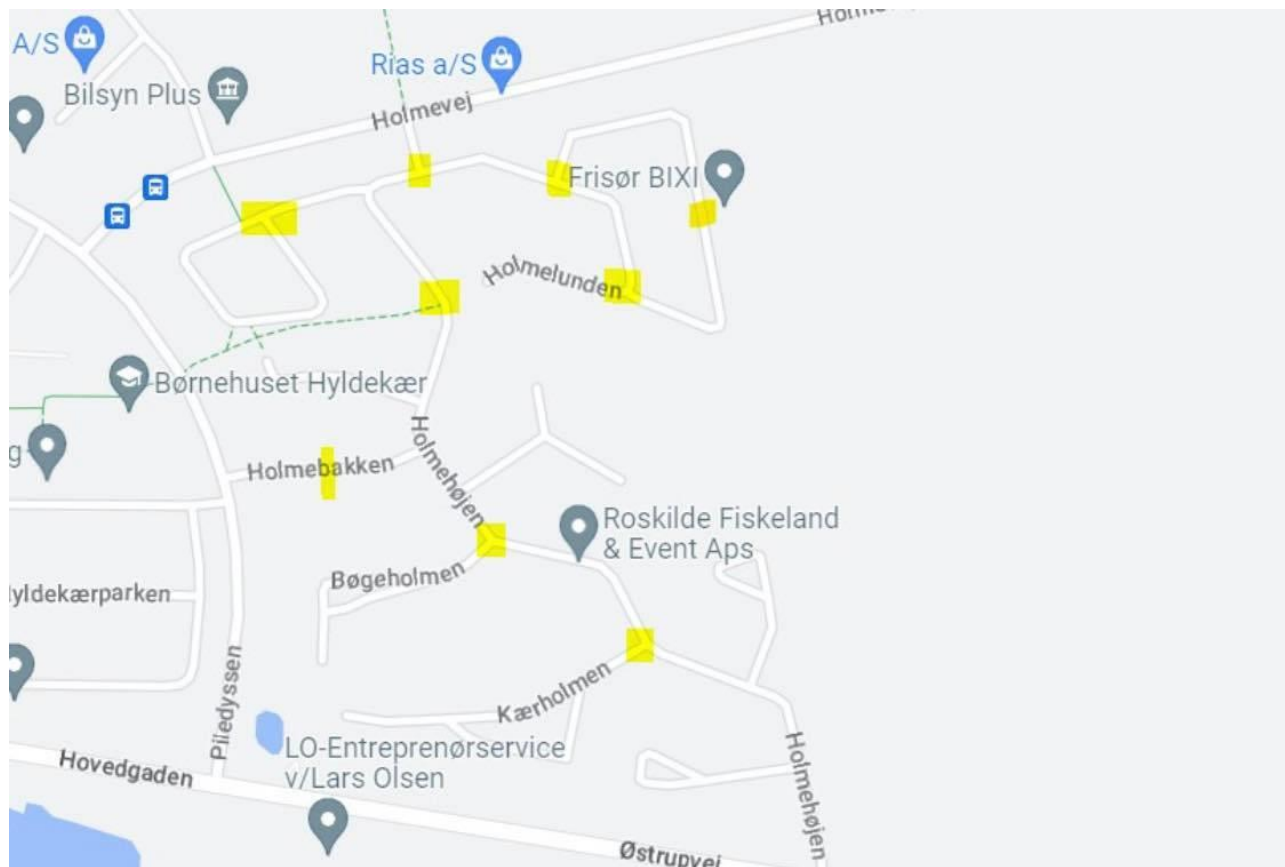 A/S
Bilsyn Plus
Rias a/S
Holmevej
Frisør BIXI
Holmelunden
Børnehuset Hyldekær
g
Holmebakken
Holmehøjen
Roskilde Fiskeland
& Event Aps
Bøgeholmen
yldekærparken
Kærholmen
Piledyssen
LO-Entreprenørservice
v/Lars Olsen
Hovedgaden
Holmehøjen
Østrupvej